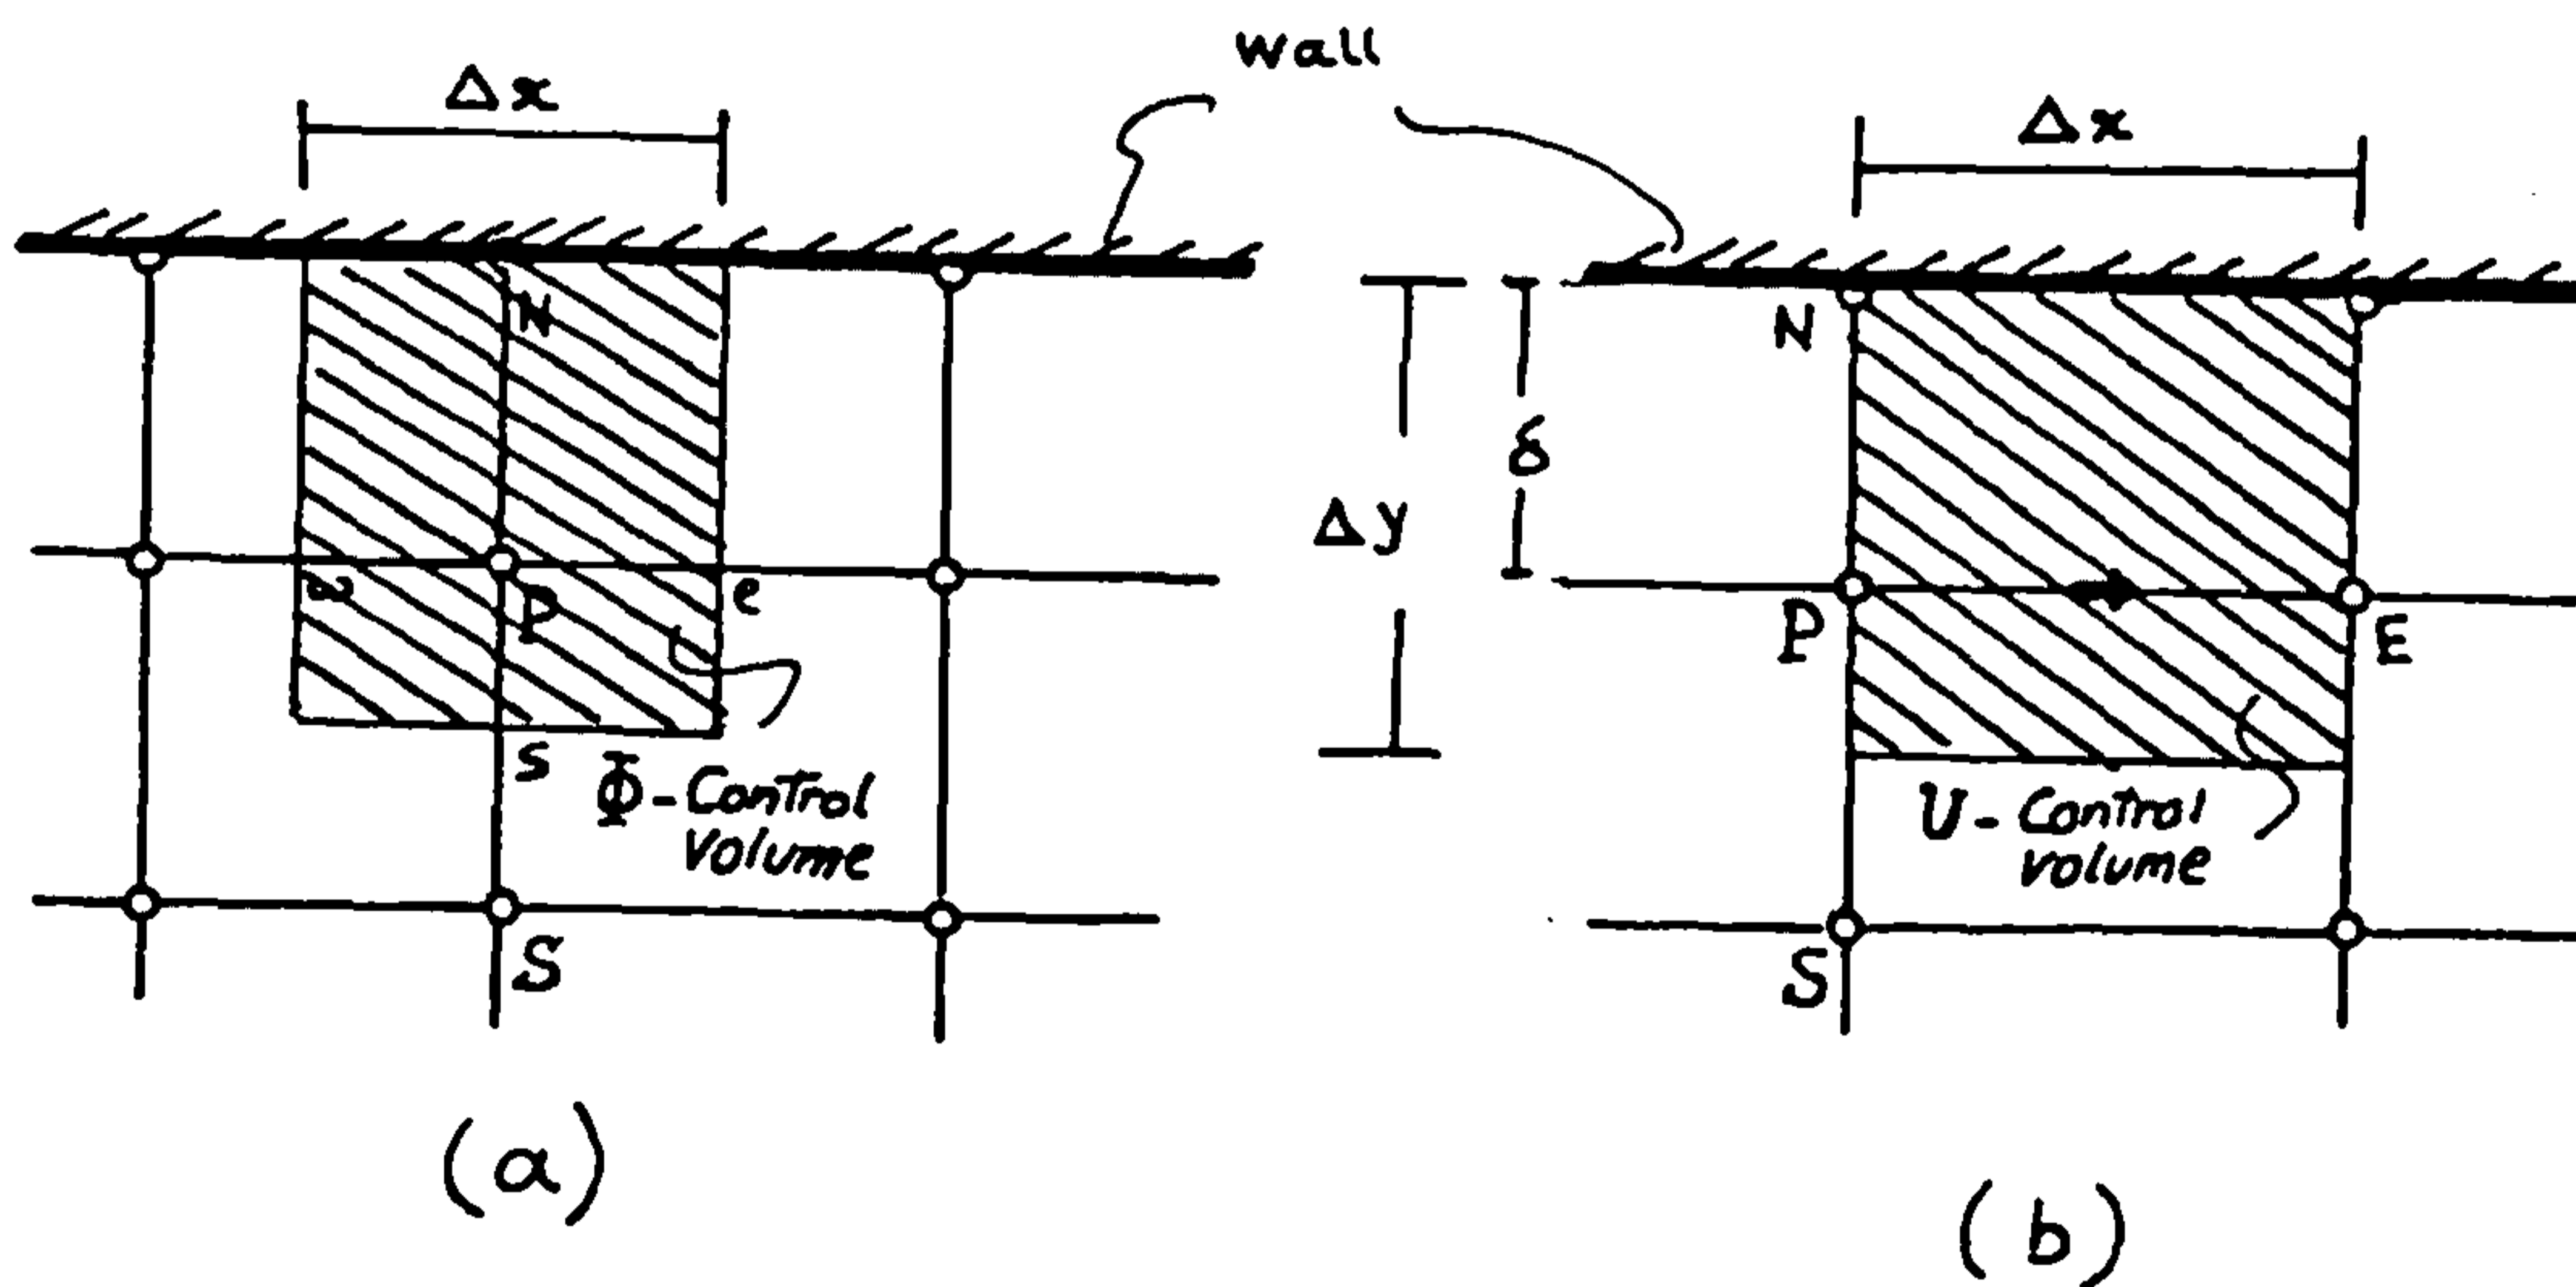 wall
Δx
Δx
N
N
δ
Δy
w
P
e
P
E
s
Φ - Control
Volume
U - Control
volume
S
S
(a)
(b)